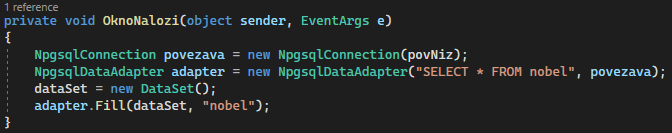 1 reference
private void OknoNalozi(object sender, EventArgs e)
{
NpgsqlConnection povezava = new NpgsqlConnection(povNiz);
NpgsqlDataAdapter adapter = new NpgsqlDataAdapter("SELECT * FROM nobel", povezava);
dataSet = new DataSet();
adapter.Fill(dataSet, "nobel");
}